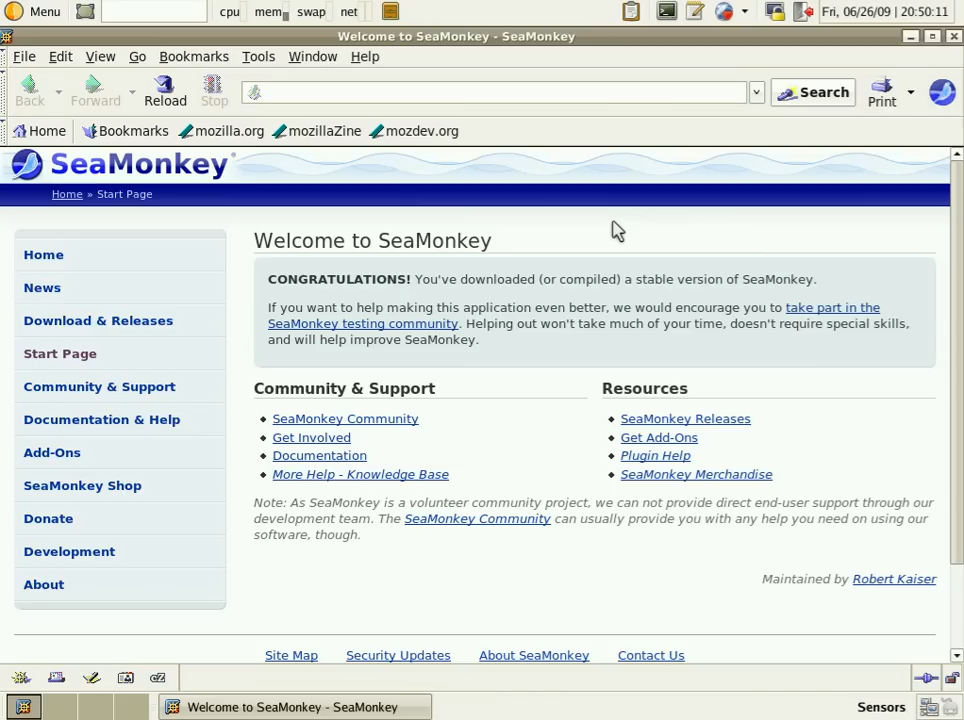 Menu cpu mem swap net Fri, 06/26/09 | 20:50:11
Welcome to SeaMonkey - SeaMonkey
File Edit View Go Bookmarks Tools Window Help
Back Forward Reload Stop Search Print
Home Bookmarks mozilla.org mozillaZine mozdev.org
SeaMonkey
Home » Start Page
Home
News
Download & Releases
Start Page
Community & Support
Documentation & Help
Add-Ons
SeaMonkey Shop
Donate
Development
About
Welcome to SeaMonkey
CONGRATULATIONS! You've downloaded (or compiled) a stable version of SeaMonkey.
If you want to help making this application even better, we would encourage you to take part in the
SeaMonkey testing community. Helping out won't take much of your time, doesn't require special skills,
and will help improve SeaMonkey.
Community & Support
SeaMonkey Community
Get Involved
Documentation
More Help - Knowledge Base
Resources
SeaMonkey Releases
Get Add-Ons
Plugin Help
SeaMonkey Merchandise
Note: As SeaMonkey is a volunteer community project, we can not provide direct end-user support through our
development team. The SeaMonkey Community can usually provide you with any help you need on using our
software, though.
Maintained by Robert Kaiser
Site Map Security Updates About SeaMonkey Contact Us
Welcome to SeaMonkey - SeaMonkey Sensors